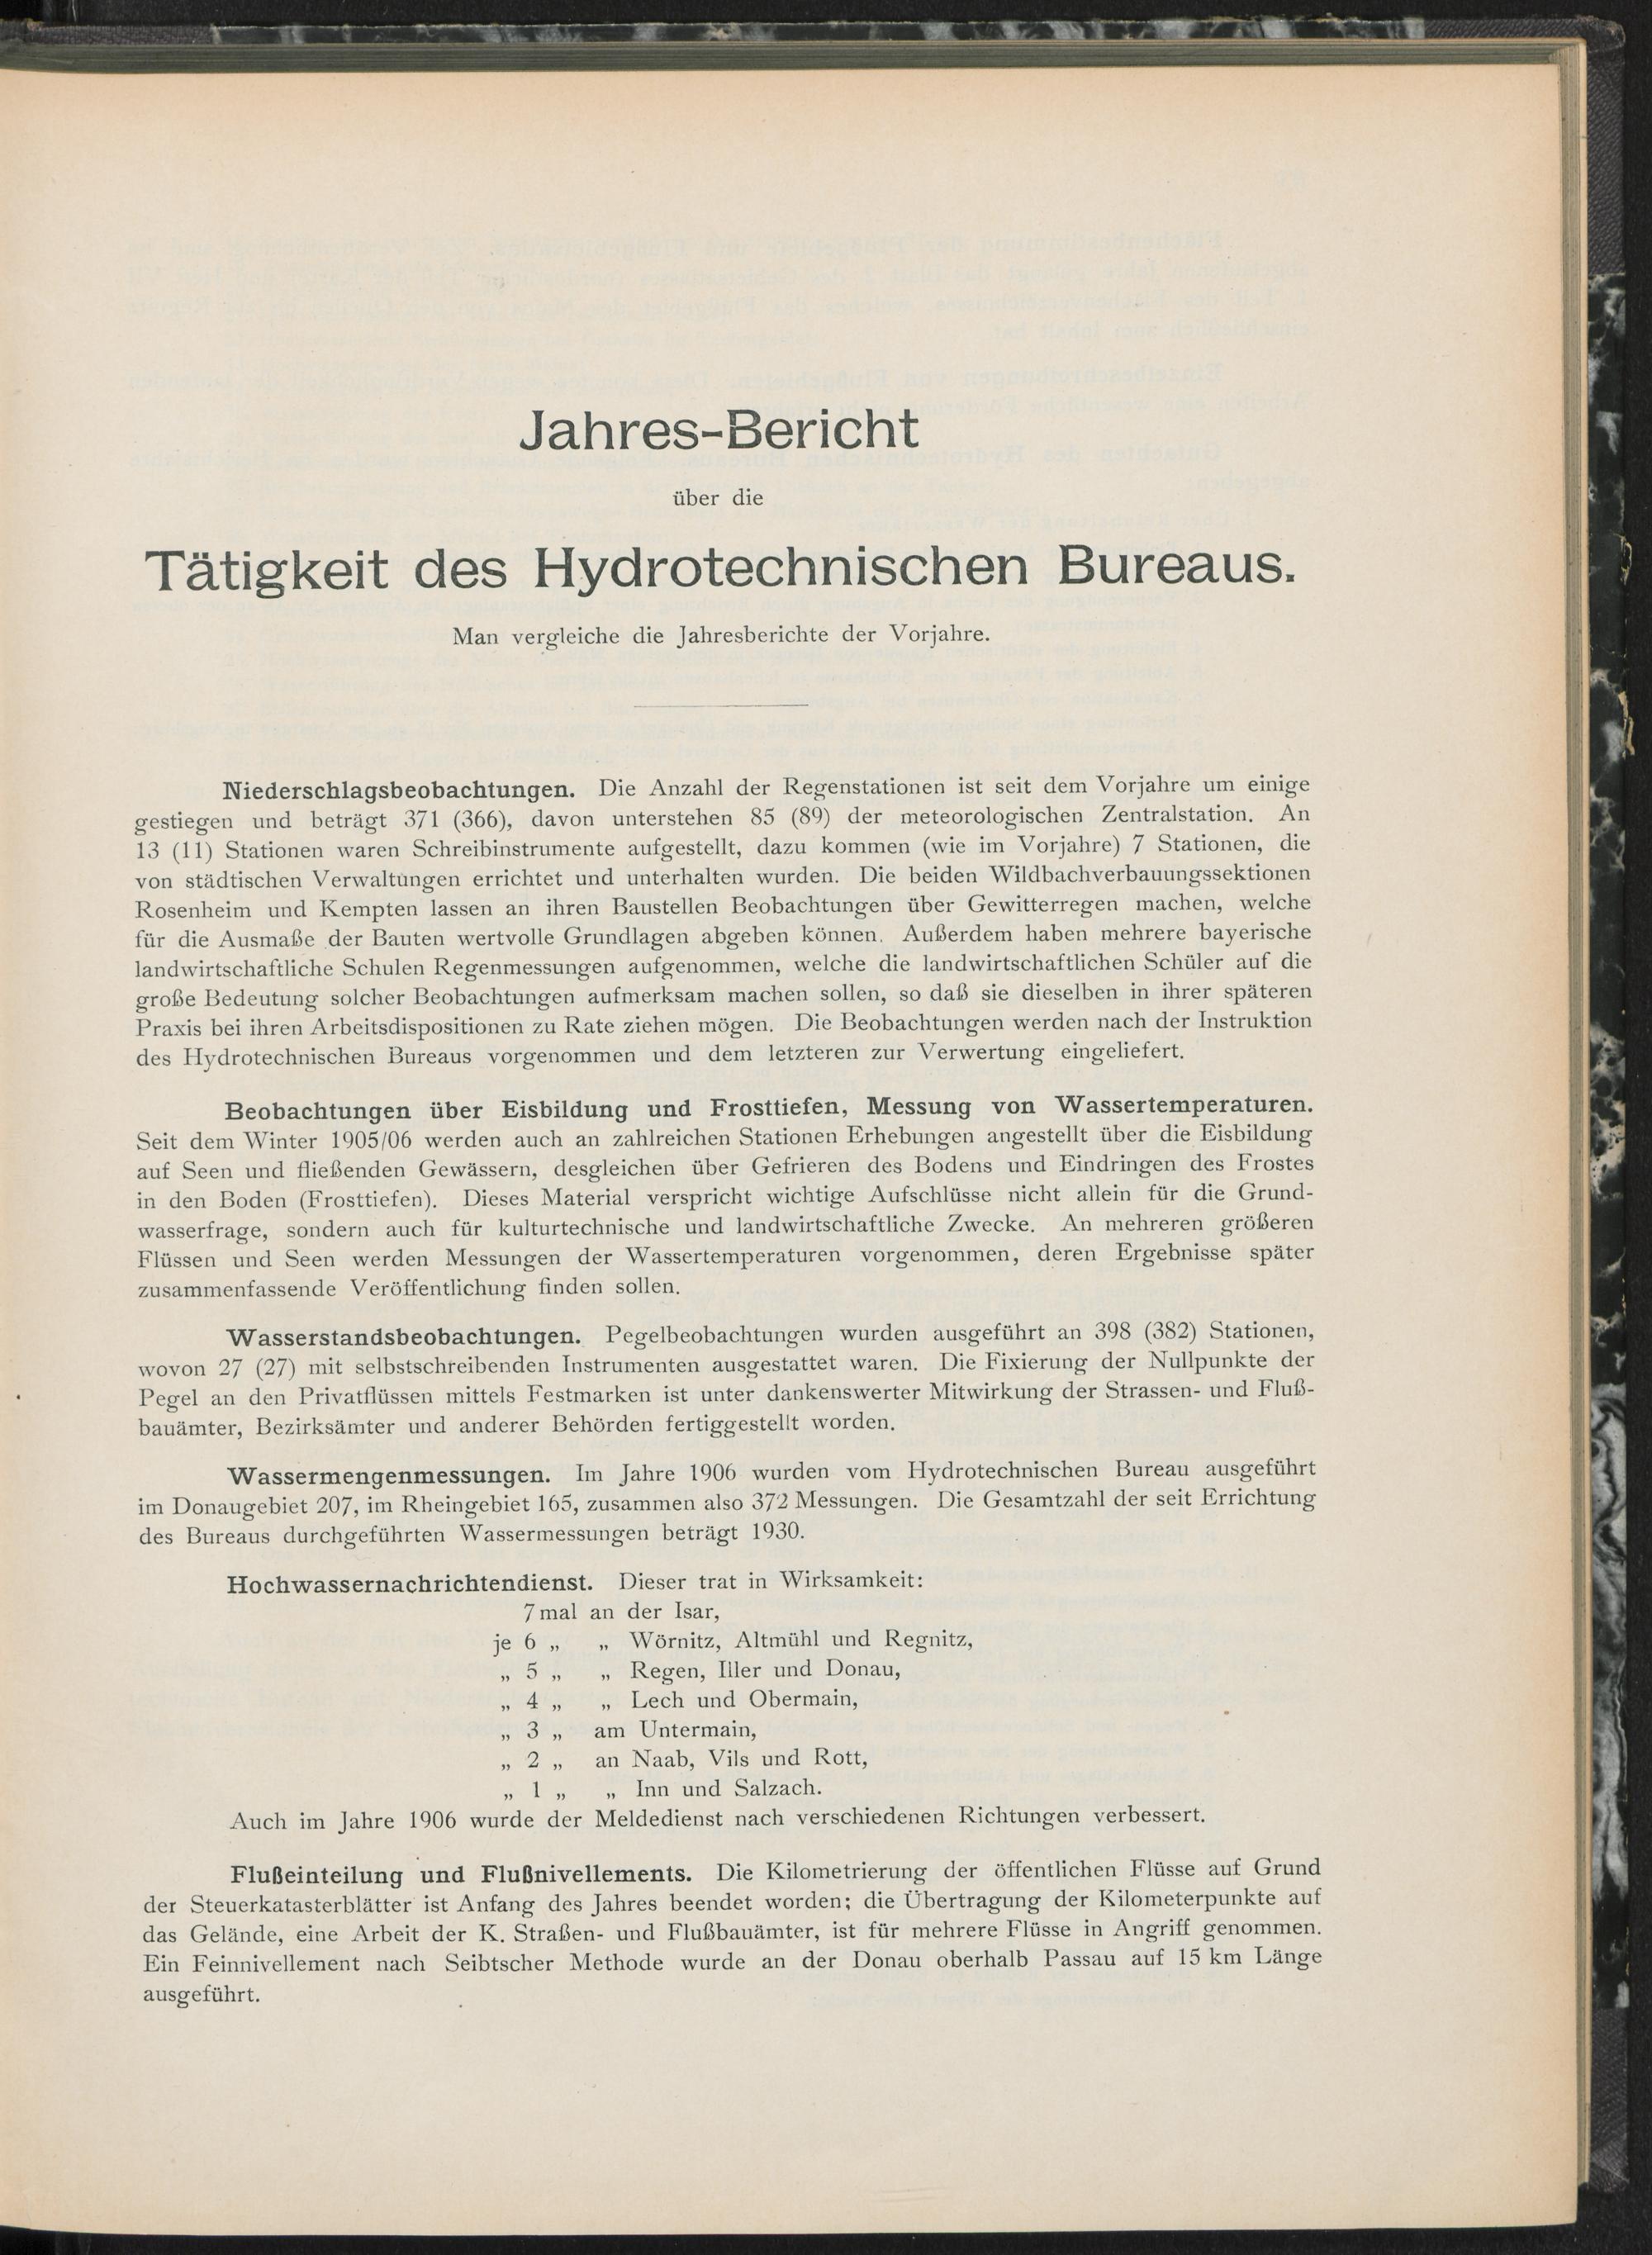 Jahres-Bericht
über die
Tätigkeit des Hydrotechnischen Bureaus.
Man vergleiche die Jahresberichte der Vorjahre.
Niederschlagsbeobachtungen. Die Anzahl der Regenstationen ist seit dem Vorjahre um einige
gestiegen und beträgt 371 (366), davon unterstehen 85 (89) der meteorologischen Zentralstation. An
13 (11) Stationen waren Schreibinstrumente aufgestellt, dazu kommen (wie im Vorjahre) 7 Stationen, die
von städtischen Verwaltungen errichtet und unterhalten wurden. Die beiden Wildbachverbauungssektionen
Rosenheim und Kempten lassen an ihren Baustellen Beobachtungen über Gewitterregen machen, welche
für die Ausmaße der Bauten wertvolle Grundlagen abgeben können. Außerdem haben mehrere bayerische
landwirtschaftliche Schulen Regenmessungen aufgenommen, welche die landwirtschaftlichen Schüler auf die
große Bedeutung solcher Beobachtungen aufmerksam machen sollen, so daß sie dieselben in ihrer späteren
Praxis bei ihren Arbeitsdispositionen zu Rate ziehen mögen. Die Beobachtungen werden nach der Instruktion
des Hydrotechnischen Bureaus vorgenommen und dem letzteren zur Verwertung eingeliefert.
Beobachtungen über Eisbildung und Frosttiefen, Messung von Wassertemperaturen.
Seit dem Winter 1905/06 werden auch an zahlreichen Stationen Erhebungen angestellt über die Eisbildung
auf Seen und fließenden Gewässern, desgleichen über Gefrieren des Bodens und Eindringen des Frostes
in den Boden (Frosttiefen). Dieses Material verspricht wichtige Aufschlüsse nicht allein für die Grund-
wasserfrage, sondern auch für kulturtechnische und landwirtschaftliche Zwecke. An mehreren größeren
Flüssen und Seen werden Messungen der Wassertemperaturen vorgenommen, deren Ergebnisse später
zusammenfassende Veröffentlichung finden sollen.
Wasserstandsbeobachtungen. Pegelbeobachtungen wurden ausgeführt an 398 (382) Stationen,
wovon 27 (27) mit selbstschreibenden Instrumenten ausgestattet waren. Die Fixierung der Nullpunkte der
Pegel an den Privatflüssen mittels Festmarken ist unter dankenswerter Mitwirkung der Strassen- und Fluß-
bauämter, Bezirksämter und anderer Behörden fertiggestellt worden.
Wassermengenmessungen. Im Jahre 1906 wurden vom Hydrotechnischen Bureau ausgeführt
im Donaugebiet 207, im Rheingebiet 165, zusammen also 372 Messungen. Die Gesamtzahl der seit Errichtung
des Bureaus durchgeführten Wassermessungen beträgt 1930.
Hochwassernachrichtendienst. Dieser trat in Wirksamkeit:
7 mal an der Isar,
je 6 „ „ Wörnitz, Altmühl und Regnitz,
„ 5 „ „ Regen, Iller und Donau,
„ 4 „ „ Lech und Obermain,
„ 3 „ am Untermain,
„ 2 „ an Naab, Vils und Rott,
„ 1 „ „ Inn und Salzach.
Auch im Jahre 1906 wurde der Meldedienst nach verschiedenen Richtungen verbessert.
Flußeinteilung und Flußnivellements. Die Kilometrierung der öffentlichen Flüsse auf Grund
der Steuerkatasterblätter ist Anfang des Jahres beendet worden; die Übertragung der Kilometerpunkte auf
das Gelände, eine Arbeit der K. Straßen- und Flußbauämter, ist für mehrere Flüsse in Angriff genommen.
Ein Feinnivellement nach Seibtscher Methode wurde an der Donau oberhalb Passau auf 15 km Länge
ausgeführt.